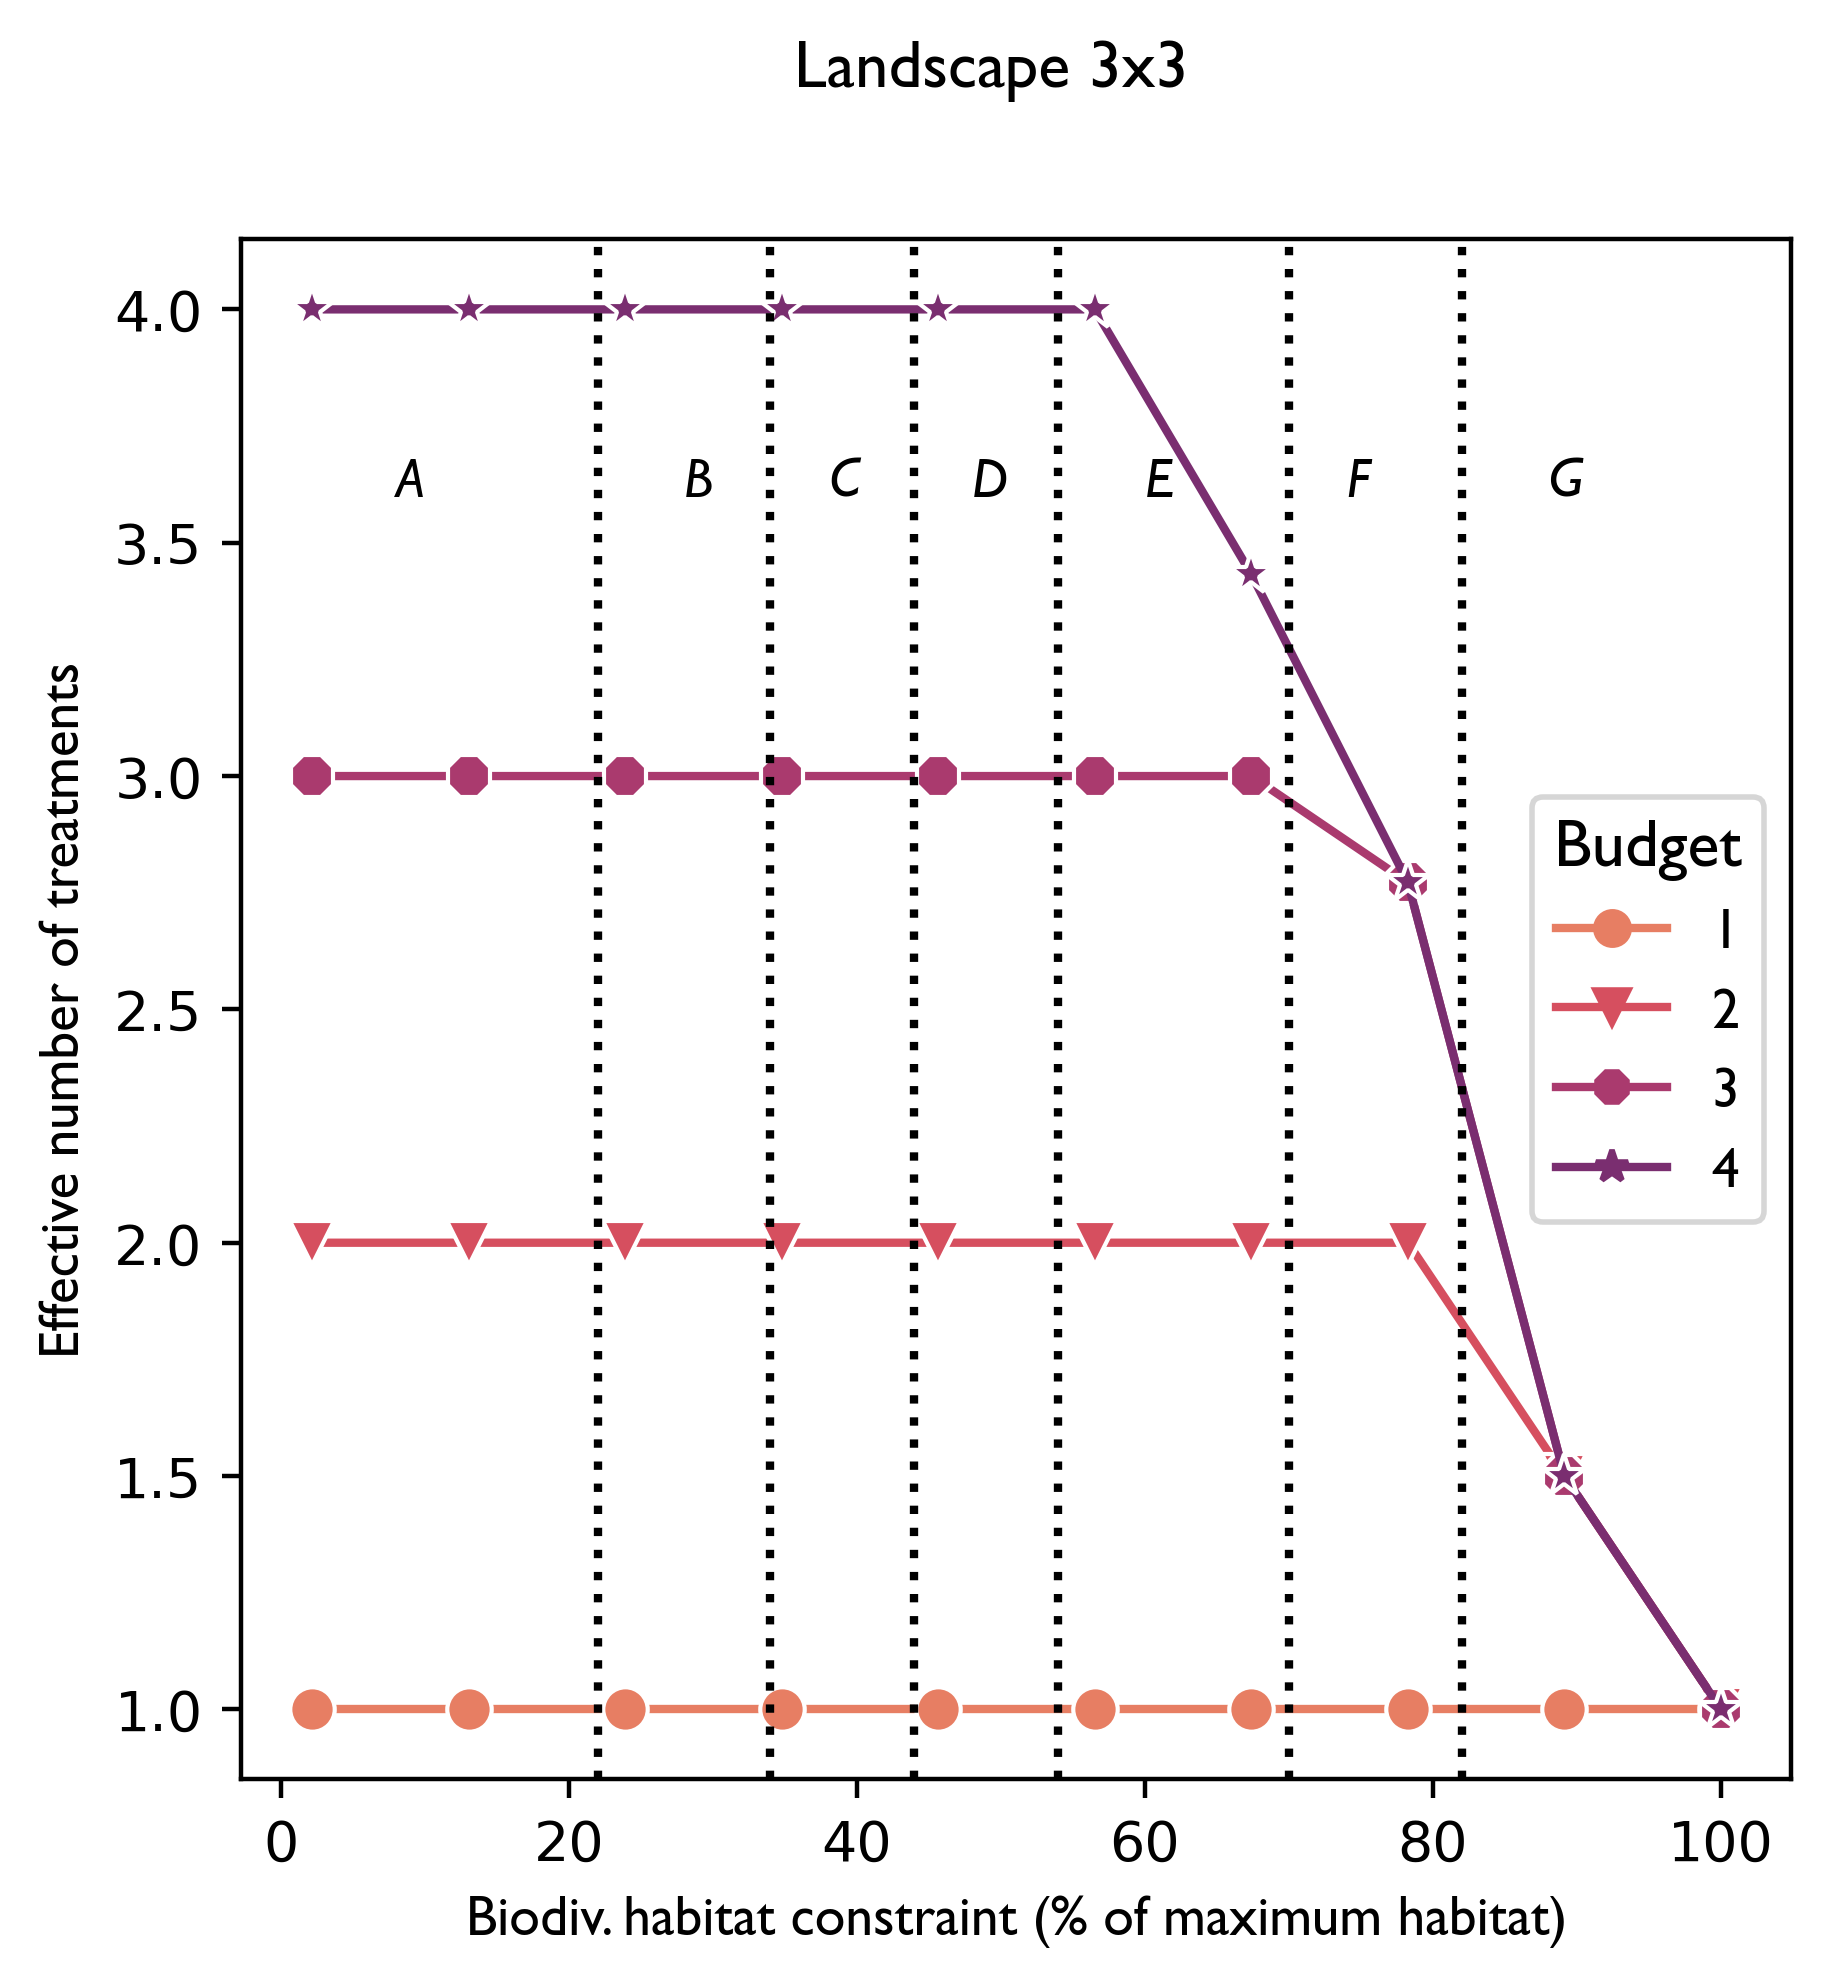 Landscape 3x3
Effective number of treatments
4.0
3.5
3.0
2.5
2.0
1.5
1.0
A B C D E F G
Budget
1
2
3
4
0 20 40 60 80 100
Biodiv. habitat constraint (% of maximum habitat)